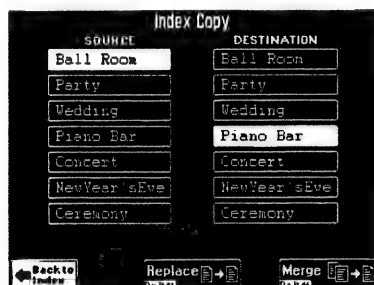 Index Copy
SOURCE DESTINATION
Ball Room Ball Room
Party Party
Wedding Wedding
Piano Bar Piano Bar
Concert Concert
NewYear'sEve NewYear'sEve
Ceremony Ceremony
Back to Replace Merge
Index